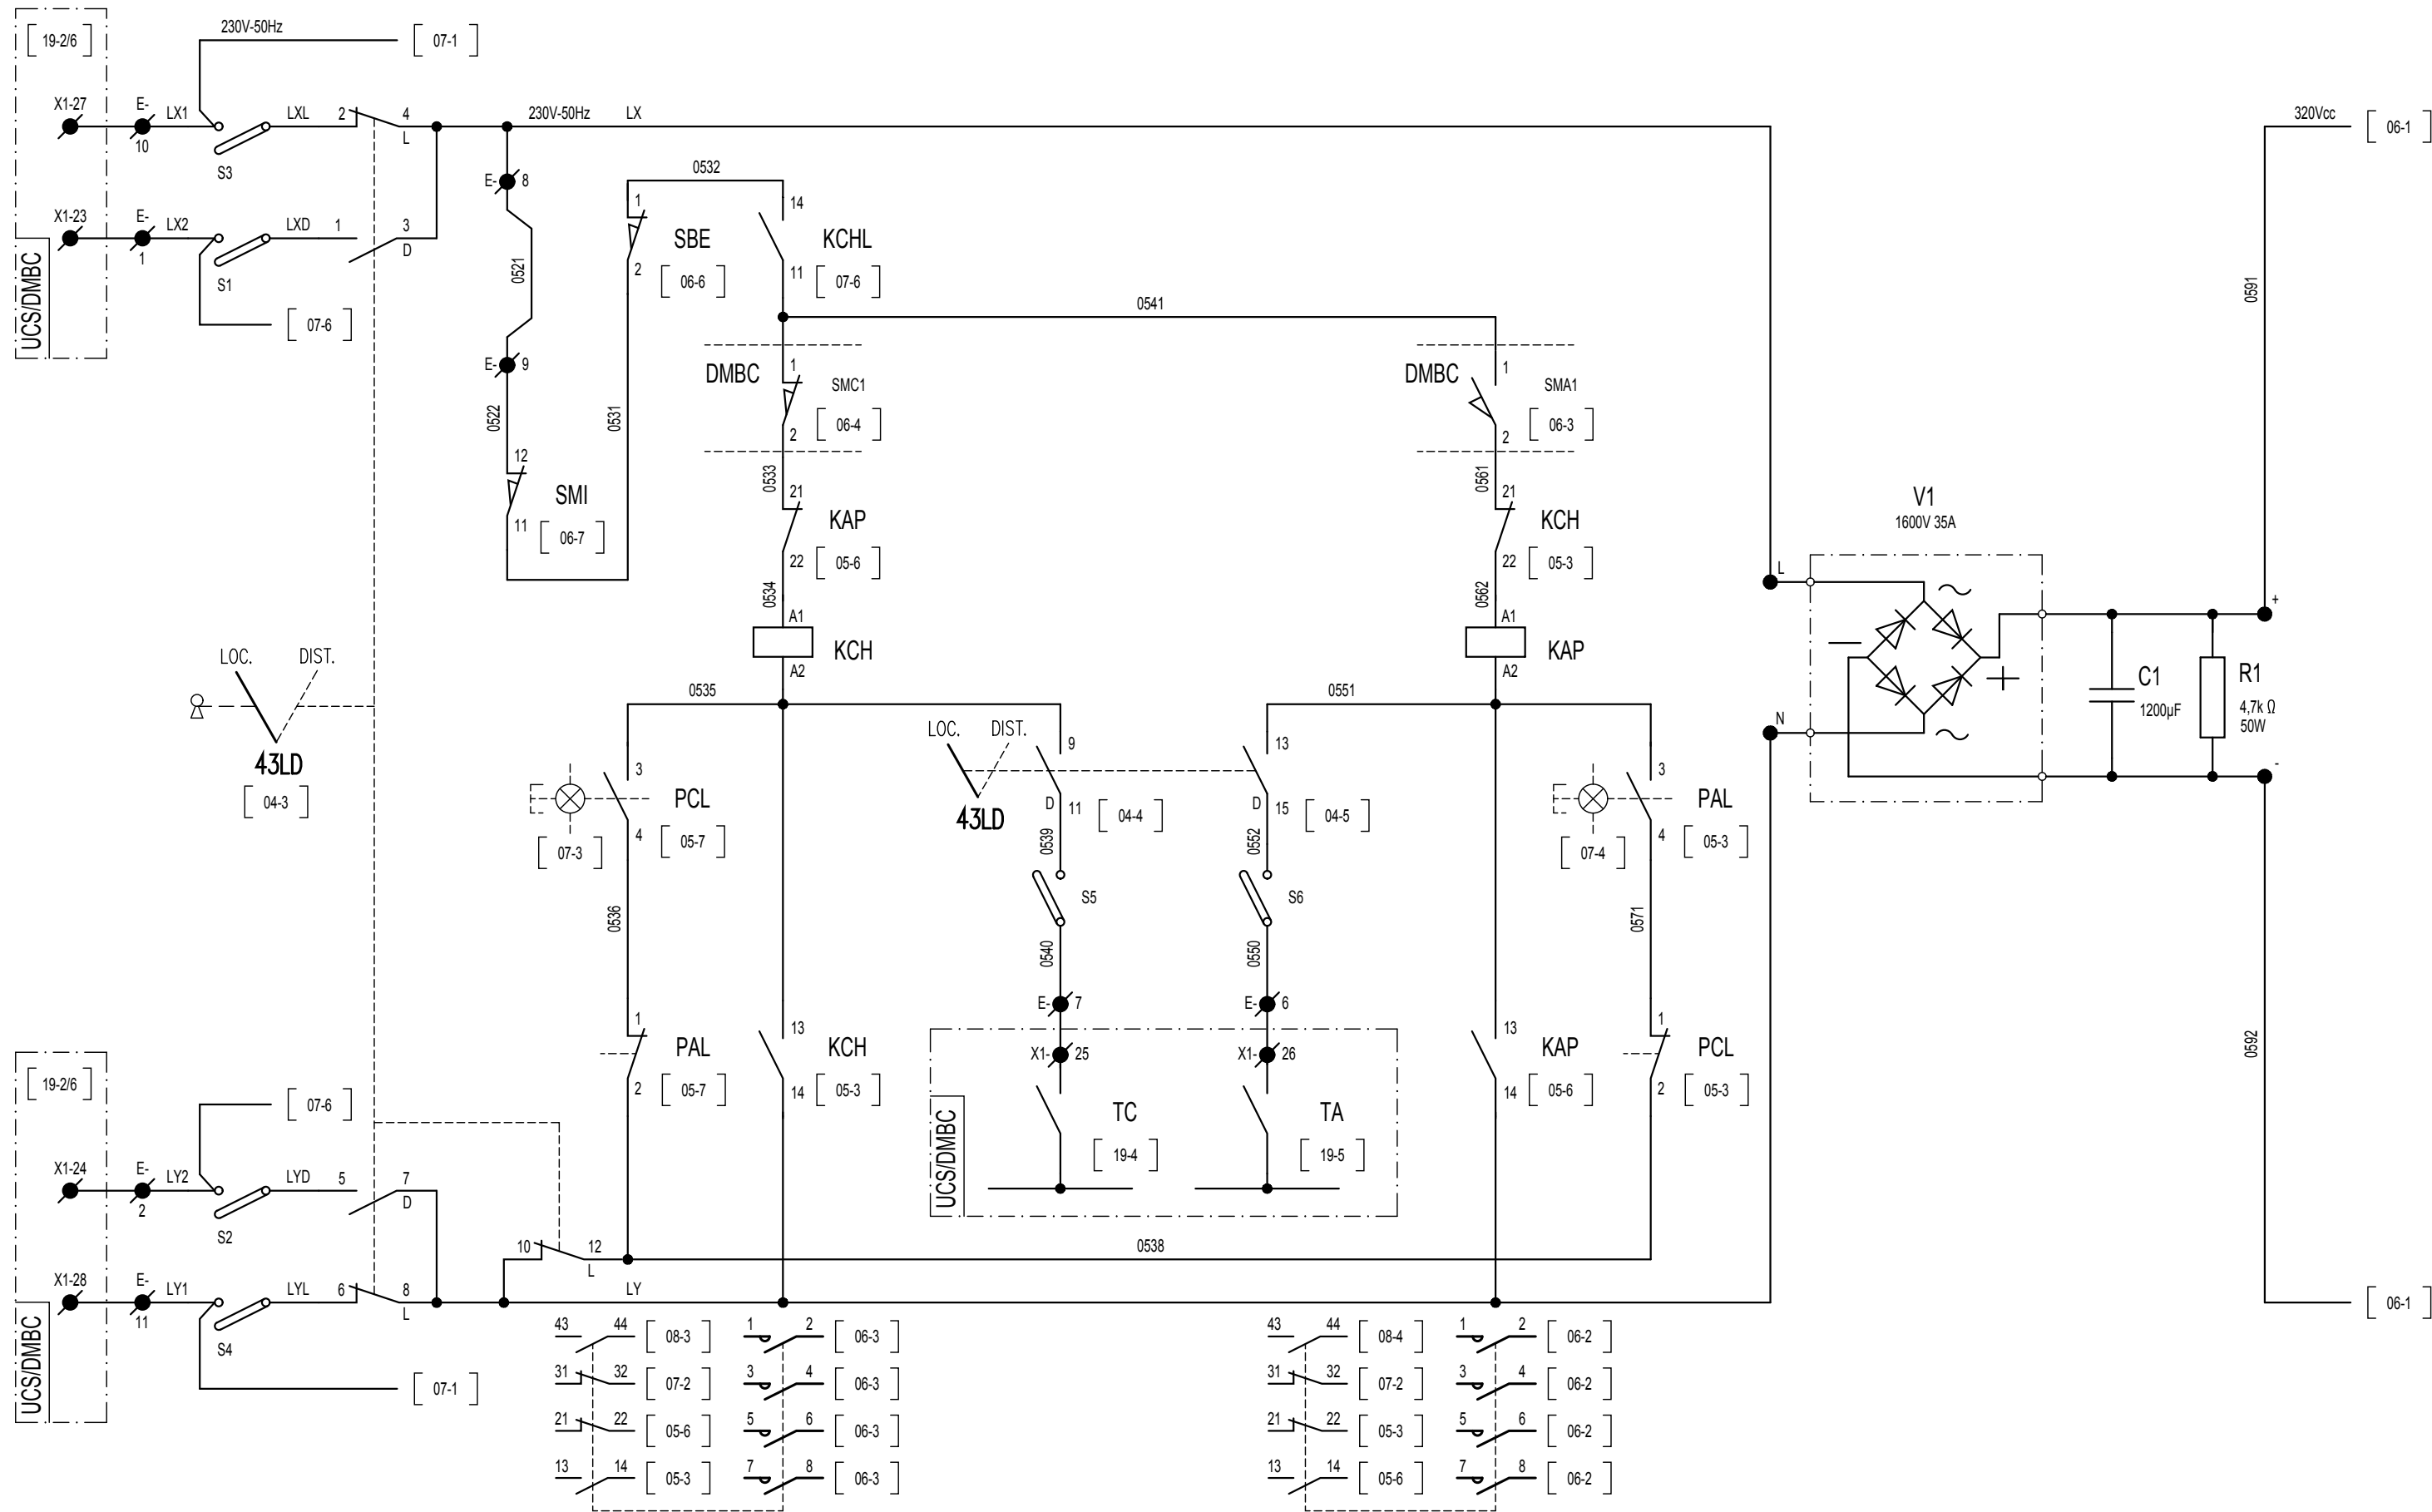 19-2/6
230V-50Hz
07-1
X1-27
E-
10
LX1
S3
LXL
2
4
L
230V-50Hz
LX
320Vcc
06-1
X1-23
E-
1
LX2
S1
LXD
1
3
D
07-6
UCS/DMBC
E-
8
0521
E-
9
0522
12
11
SMI
06-7
0531
0532
1
2
SBE
06-6
14
11
KCHL
07-6
0541
DMBC
1
2
SMC1
06-4
0533
21
22
KAP
05-6
0534
A1
A2
KCH
DMBC
1
2
SMA1
06-3
0561
21
22
KCH
05-3
0562
A1
A2
KAP
L
N
V1
1600V 35A
C1
1200µF
R1
4,7k Ω
50W
+
-
0591
0592
06-1
LOC.
DIST.
43LD
04-3
0535
3
4
PCL
05-7
07-3
0536
1
2
PAL
05-7
13
14
KCH
05-3
LOC.
DIST.
43LD
9
D
11
04-4
0539
S5
0540
E-
7
X1-
25
TC
19-4
0551
13
D
15
04-5
0552
S6
0550
E-
6
X1-
26
TA
19-5
UCS/DMBC
13
14
KAP
05-6
3
4
PAL
05-3
07-4
0571
1
2
PCL
05-3
19-2/6
07-6
X1-24
E-
2
LY2
S2
LYD
5
7
D
10
12
L
0538
X1-28
E-
11
LY1
S4
LYL
6
8
L
LY
UCS/DMBC
07-1
43 44 08-3 1 2 06-3
31 32 07-2 3 4 06-3
21 22 05-6 5 6 06-3
13 14 05-3 7 8 06-3
43 44 08-4 1 2 06-2
31 32 07-2 3 4 06-2
21 22 05-3 5 6 06-2
13 14 05-6 7 8 06-2